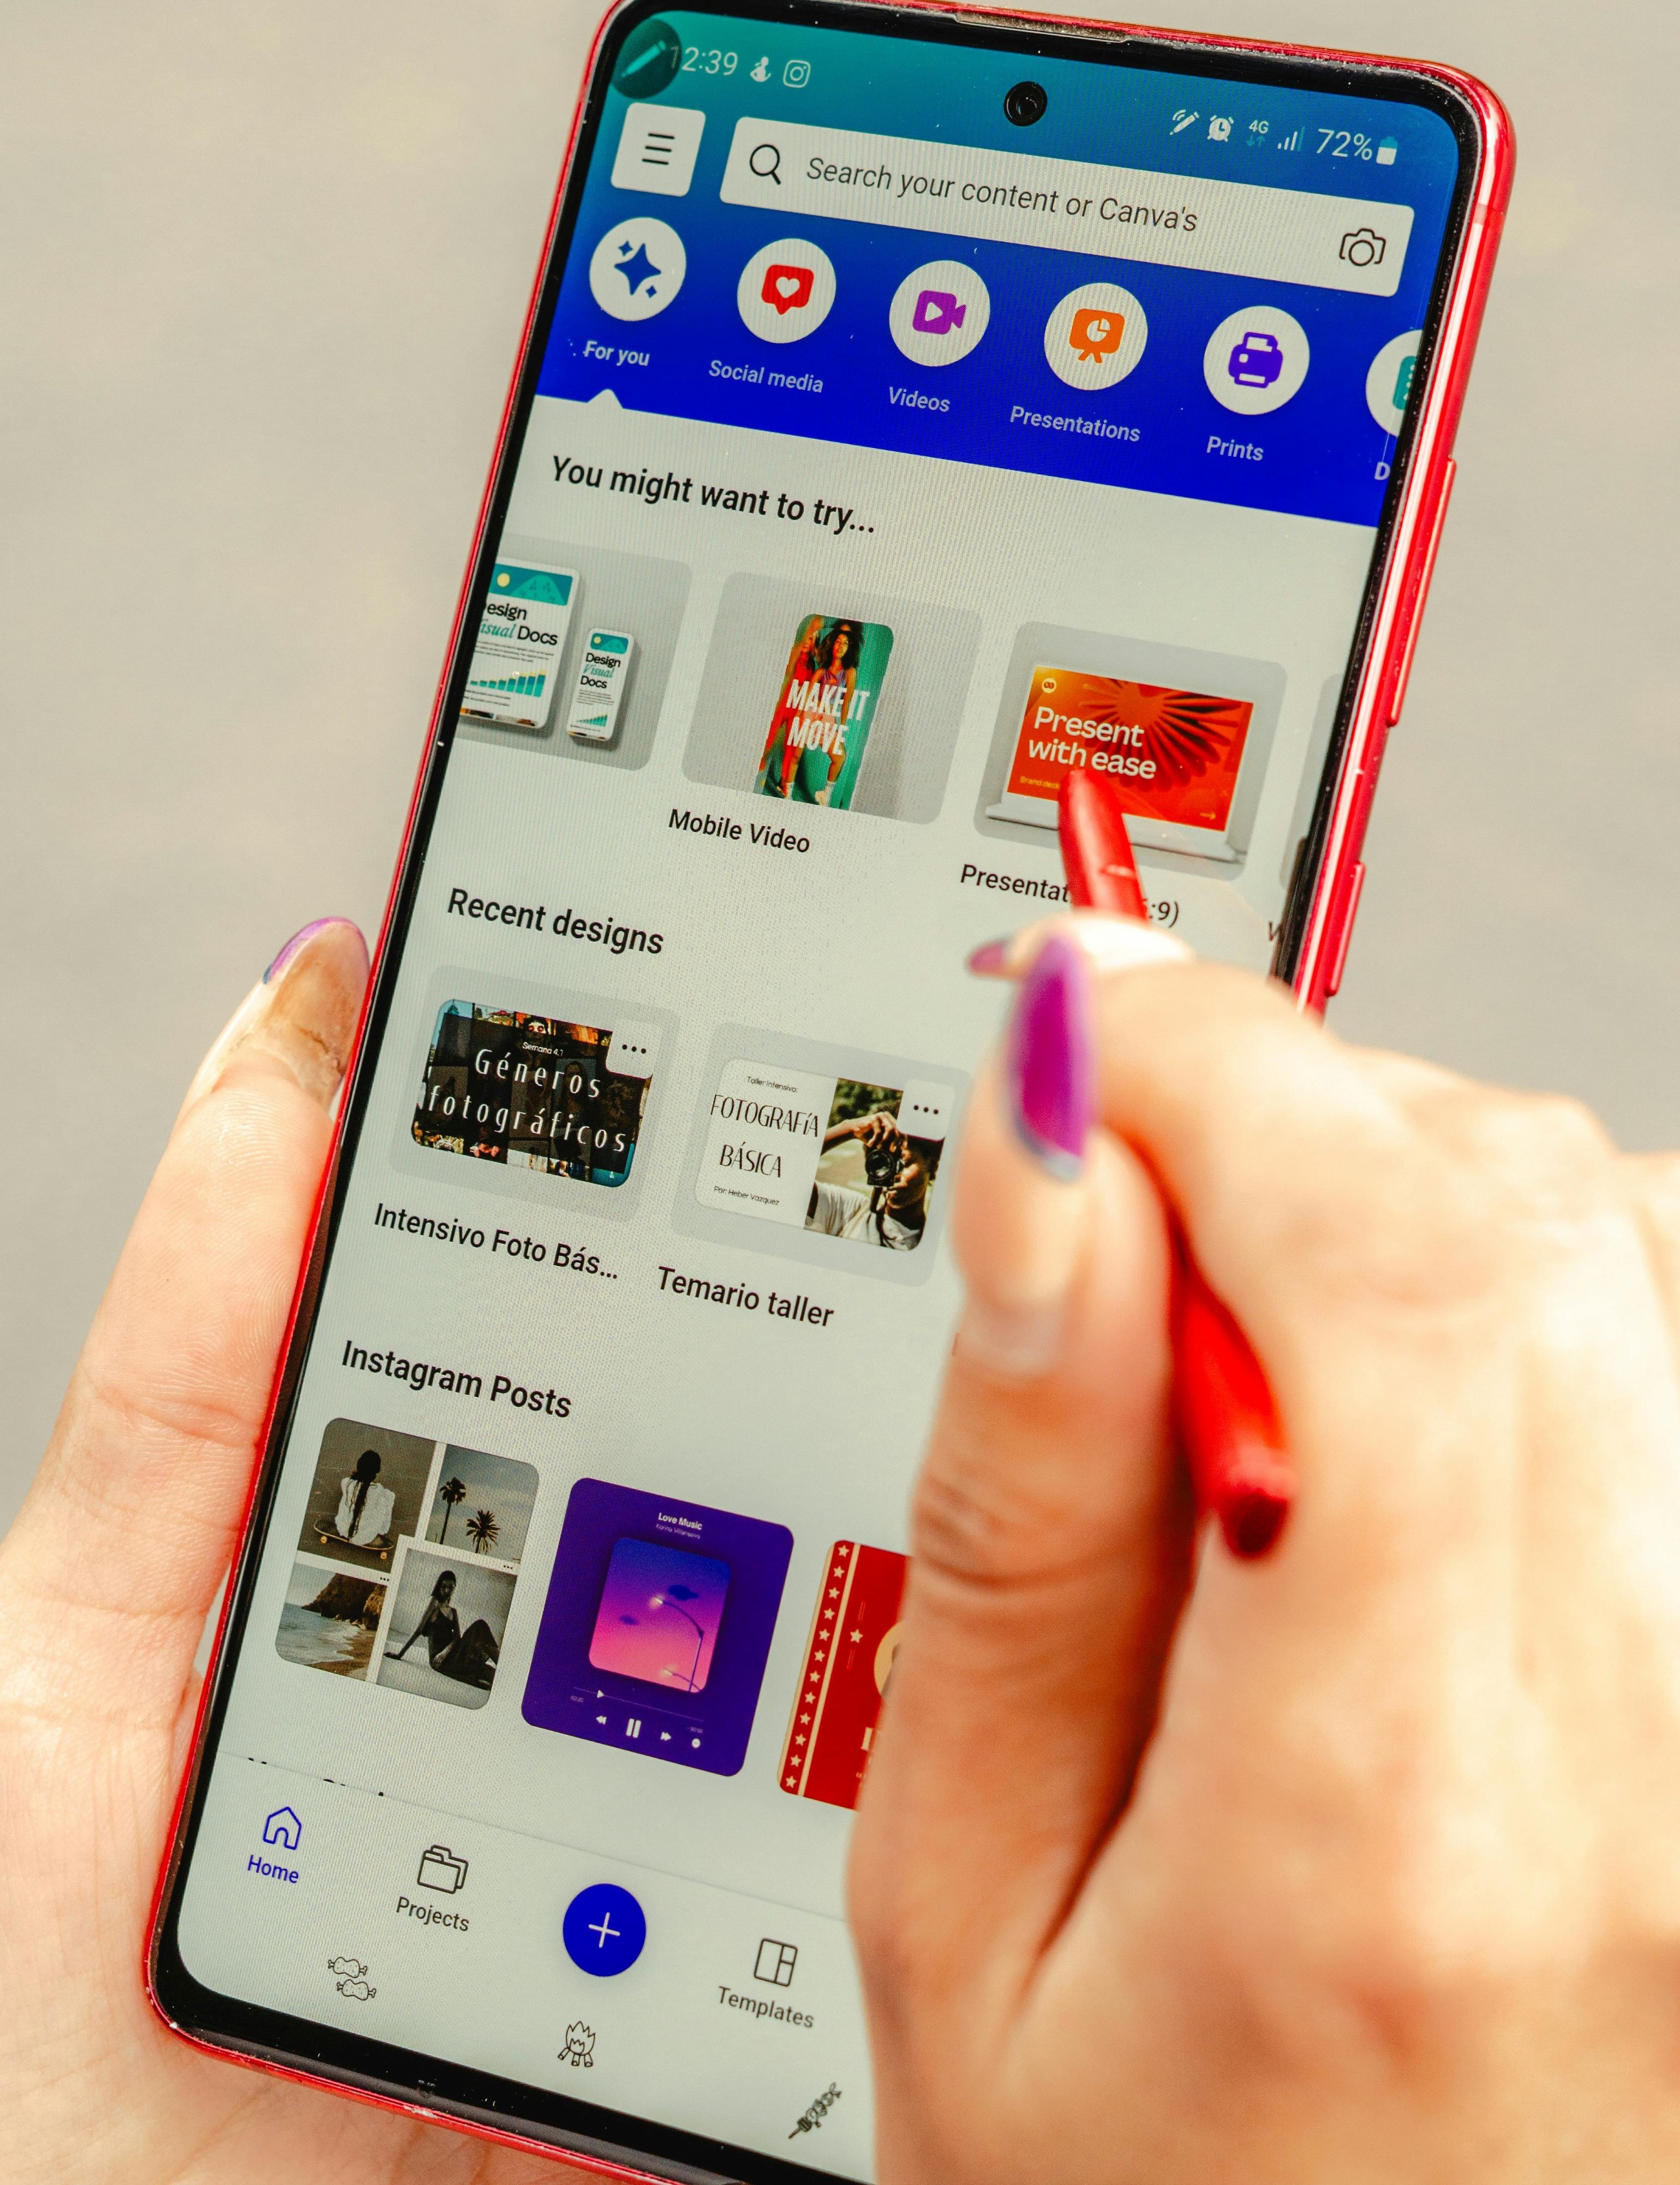 12:39
4G
72%
Search your content or Canva's
For you
Social media
Videos
Presentations
Prints
D
You might want to try...
esign
isual Docs
Design
Visual
Docs
MAKE IT
MOVE
Present
with ease
Mobile Video
Presentat
:9)
Recent designs
Semana 4.1
Géneros
fotográficos
Taller Intensivo:
FOTOGRAFÍA
BÁSICA
Por: Heber Vazquez
Intensivo Foto Bás...
Temario taller
Instagram Posts
Love Music
Home
Projects
Templates